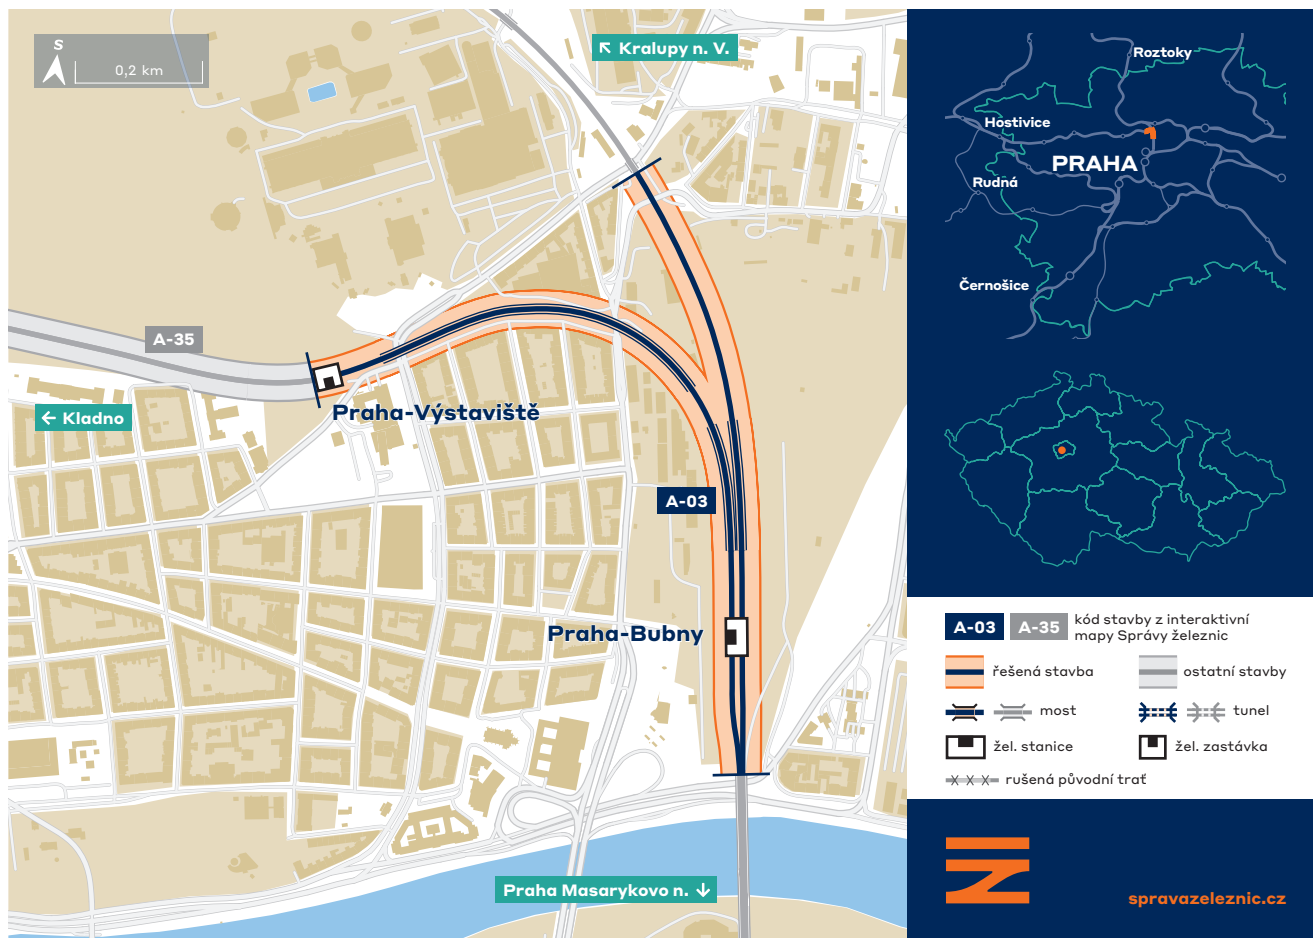 S
0,2 km
↖ Kralupy n. V.
A-35
← Kladno
Praha-Výstaviště
A-03
Praha-Bubny
Praha Masarykovo n. ↓
Roztoky
Hostivice
PRAHA
Rudná
Černošice
A-03 A-35 kód stavby z interaktivní
mapy Správy železnic
řešená stavba
ostatní stavby
most
tunel
žel. stanice
žel. zastávka
rušená původní trať
spravazeleznic.cz